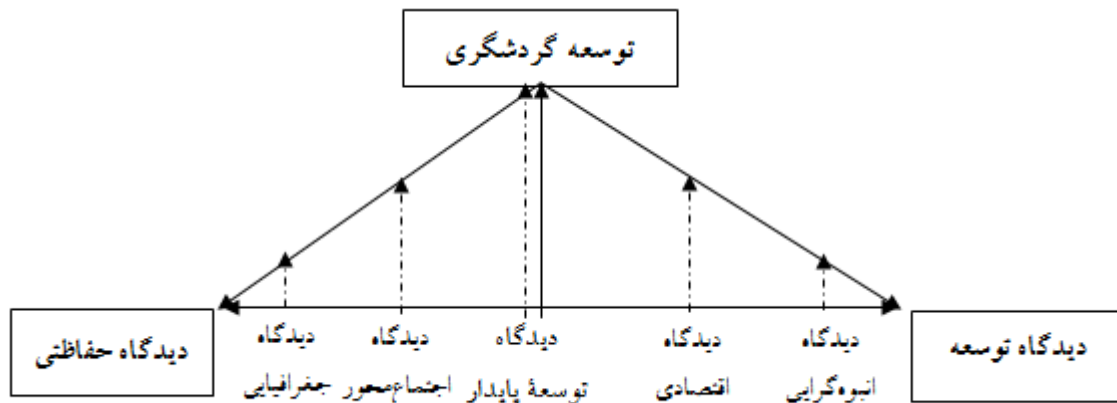 توسعه گردشگری
دیدگاه توسعه
دیدگاه
انبوه‌گرایی
دیدگاه
اقتصادی
دیدگاه
توسعهٔ پایدار
دیدگاه
اجتماع‌محور
دیدگاه
جغرافیایی
دیدگاه حفاظتی